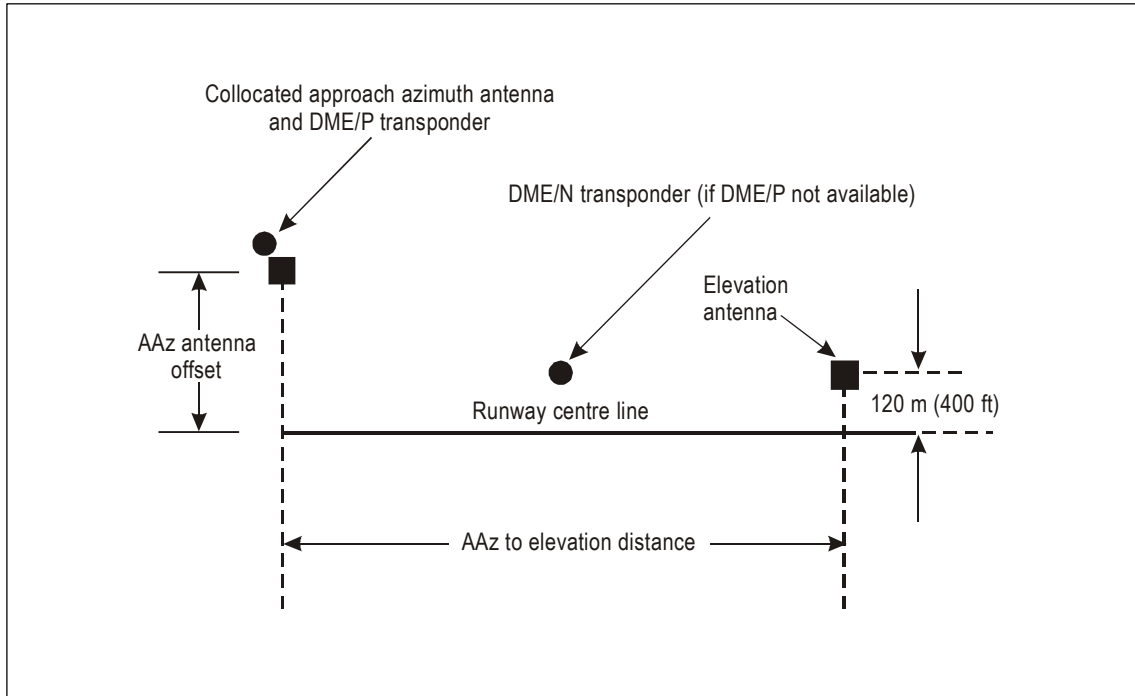 Collocated approach azimuth antenna
and DME/P transponder
DME/N transponder (if DME/P not available)
Elevation
antenna
AAz antenna
offset
120 m (400 ft)
Runway centre line
AAz to elevation distance